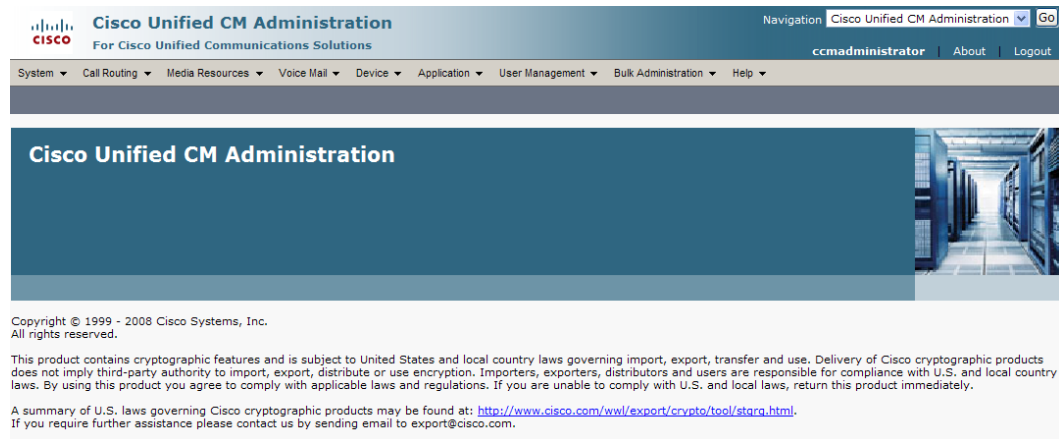 cisco
Cisco Unified CM Administration
For Cisco Unified Communications Solutions
Navigation Cisco Unified CM Administration Go
ccmadministrator | About | Logout
System Call Routing Media Resources Voice Mail Device Application User Management Bulk Administration Help
Cisco Unified CM Administration
Copyright © 1999 - 2008 Cisco Systems, Inc.
All rights reserved.
This product contains cryptographic features and is subject to United States and local country laws governing import, export, transfer and use. Delivery of Cisco cryptographic products
does not imply third-party authority to import, export, distribute or use encryption. Importers, exporters, distributors and users are responsible for compliance with U.S. and local country
laws. By using this product you agree to comply with applicable laws and regulations. If you are unable to comply with U.S. and local laws, return this product immediately.
A summary of U.S. laws governing Cisco cryptographic products may be found at: http://www.cisco.com/wwl/export/crypto/tool/stqrg.html.
If you require further assistance please contact us by sending email to export@cisco.com.